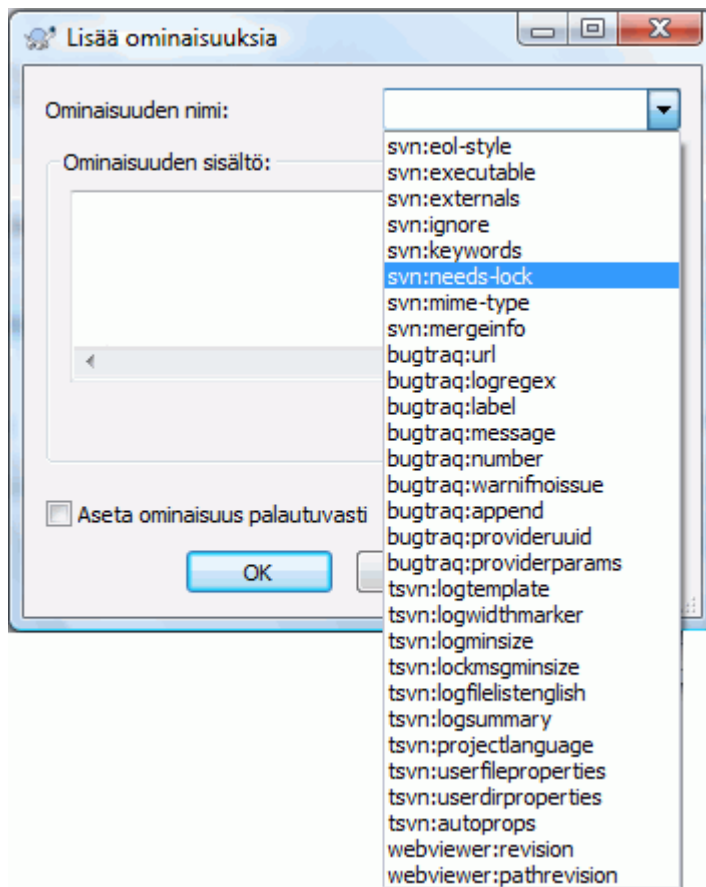 Lisää ominaisuuksia
Ominaisuuden nimi:
svn:eol-style
svn:executable
svn:externals
svn:ignore
svn:keywords
svn:needs-lock
svn:mime-type
svn:mergeinfo
bugtraq:url
bugtraq:logregex
bugtraq:label
bugtraq:message
bugtraq:number
bugtraq:warnifnoissue
bugtraq:append
bugtraq:provideruuid
bugtraq:providerparams
tsvn:logtemplate
tsvn:logwidthmarker
tsvn:logminsize
tsvn:lockmsgminsize
tsvn:logfilelistenglish
tsvn:logsummary
tsvn:projectlanguage
tsvn:userfileproperties
tsvn:userdirproperties
tsvn:autoprops
webviewer:revision
webviewer:pathrevision
Ominaisuuden sisältö:
Aseta ominaisuus palautuvasti
OK